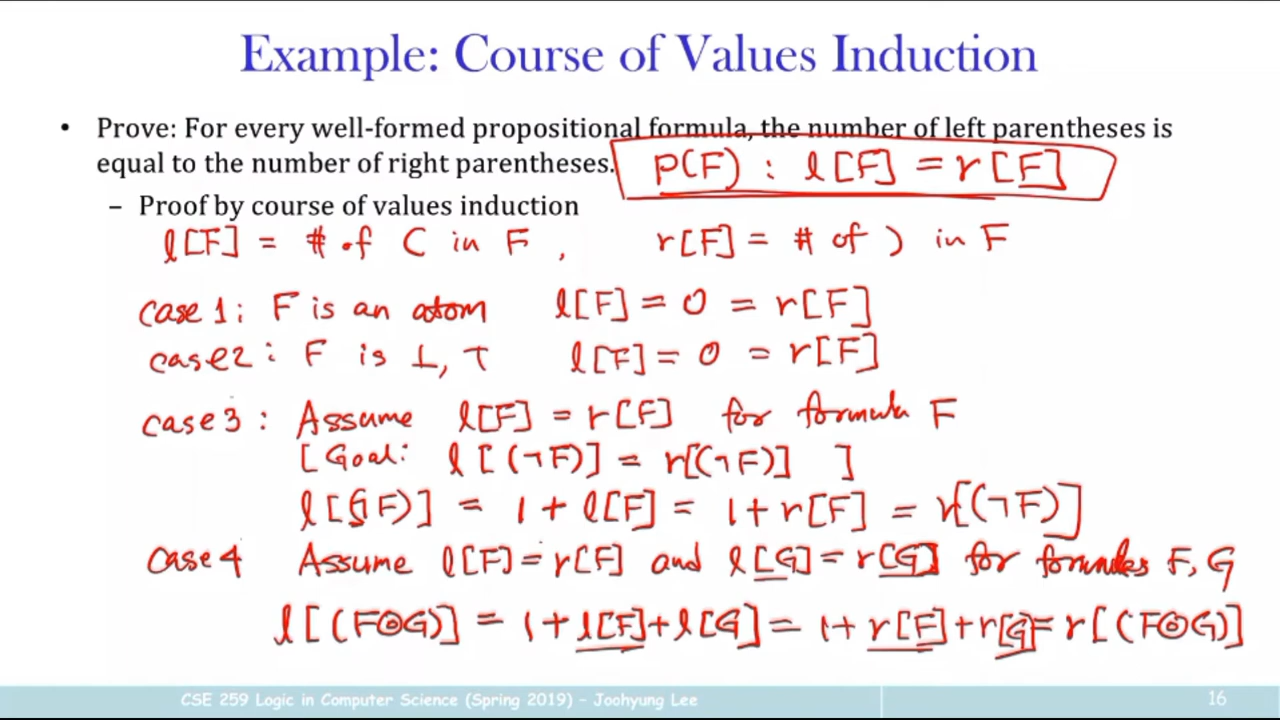 Example: Course of Values Induction
• Prove: For every well-formed propositional formula, the number of left parentheses is
equal to the number of right parentheses. P(F) : l[F] = r[F]
– Proof by course of values induction
l[F] = # of ( in F , r[F] = # of ) in F
case 1: F is an atom l[F] = 0 = r[F]
case 2: F is ⊥, ⊤ l[F] = 0 = r[F]
case 3: Assume l[F] = r[F] for formula F
[Goal: l[(¬F)] = r[(¬F)] ]
l[(¬F)] = 1 + l[F] = 1 + r[F] = r[(¬F)]
case 4 Assume l[F] = r[F] and l[G] = r[G] for formulas F, G
l[(F⊙G)] = 1 + l[F] + l[G] = 1 + r[F] + r[G] = r[(F⊙G)]
CSE 259 Logic in Computer Science (Spring 2019) – Joohyung Lee 16